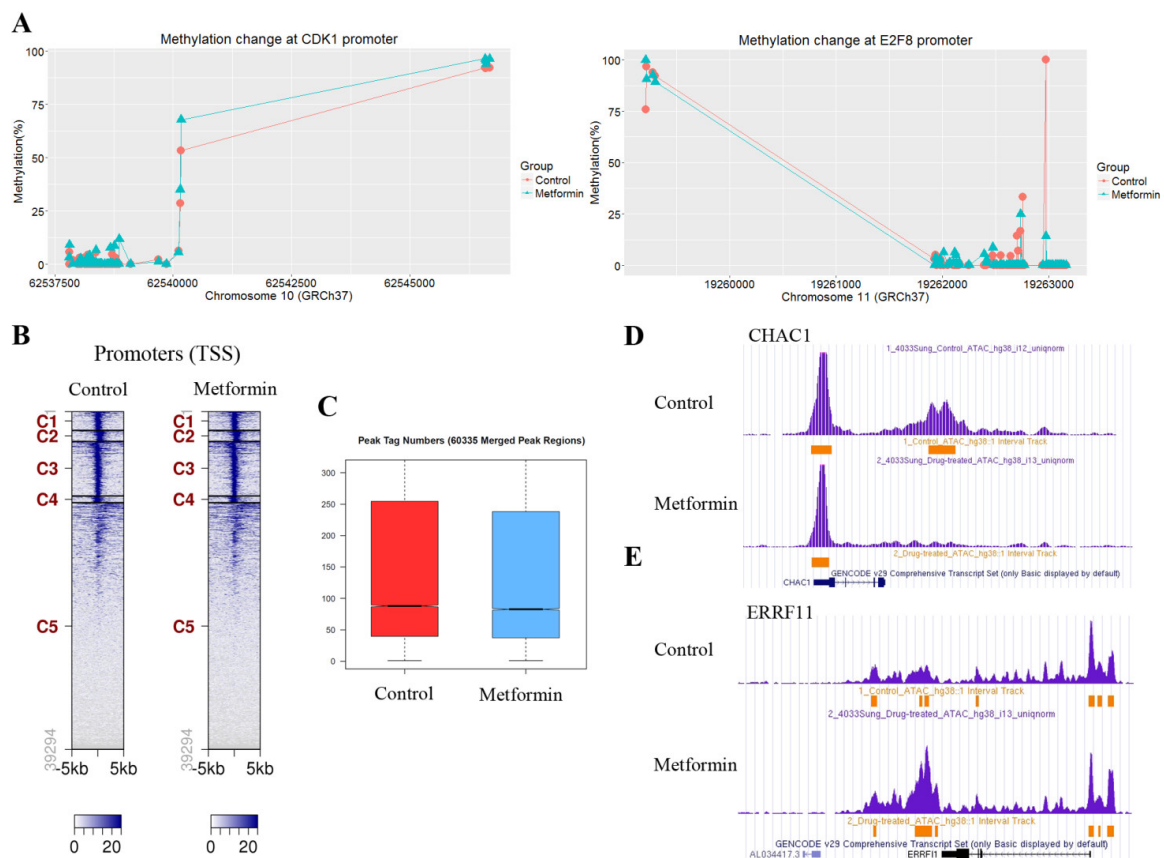 A
Methylation change at CDK1 promoter
Methylation(%)
100
75
50
25
0
62537500
62540000
62542500
62545000
Chromosome 10 (GRCh37)
Group
Control
Metformin
Methylation change at E2F8 promoter
Methylation(%)
100
75
50
25
0
19260000
19261000
19262000
19263000
Chromosome 11 (GRCh37)
Group
Control
Metformin
B
Promoters (TSS)
Control
Metformin
1
C1
C2
C3
C4
C5
39294
-5kb
5kb
0
20
1
C1
C2
C3
C4
C5
39294
-5kb
5kb
0
20
C
Peak Tag Numbers (60335 Merged Peak Regions)
300
250
200
150
100
50
0
Control
Metformin
D
CHAC1
1_4033Sung_Control_ATAC_hg38_i12_uniqnorm
Control
1_Control_ATAC_hg38::1 Interval Track
2_4033Sung_Drug-treated_ATAC_hg38_i13_uniqnorm
Metformin
2_Drug-treated_ATAC_hg38::1 Interval Track
GENCODE v29 Comprehensive Transcript Set (only Basic displayed by default)
CHAC1
E
ERRF11
Control
1_Control_ATAC_hg38::1 Interval Track
2_4033Sung_Drug-treated_ATAC_hg38_i13_uniqnorm
Metformin
2_Drug-treated_ATAC_hg38::1 Interval Track
GENCODE v29 Comprehensive Transcript Set (only Basic displayed by default)
AL034417.3
ERRFI1